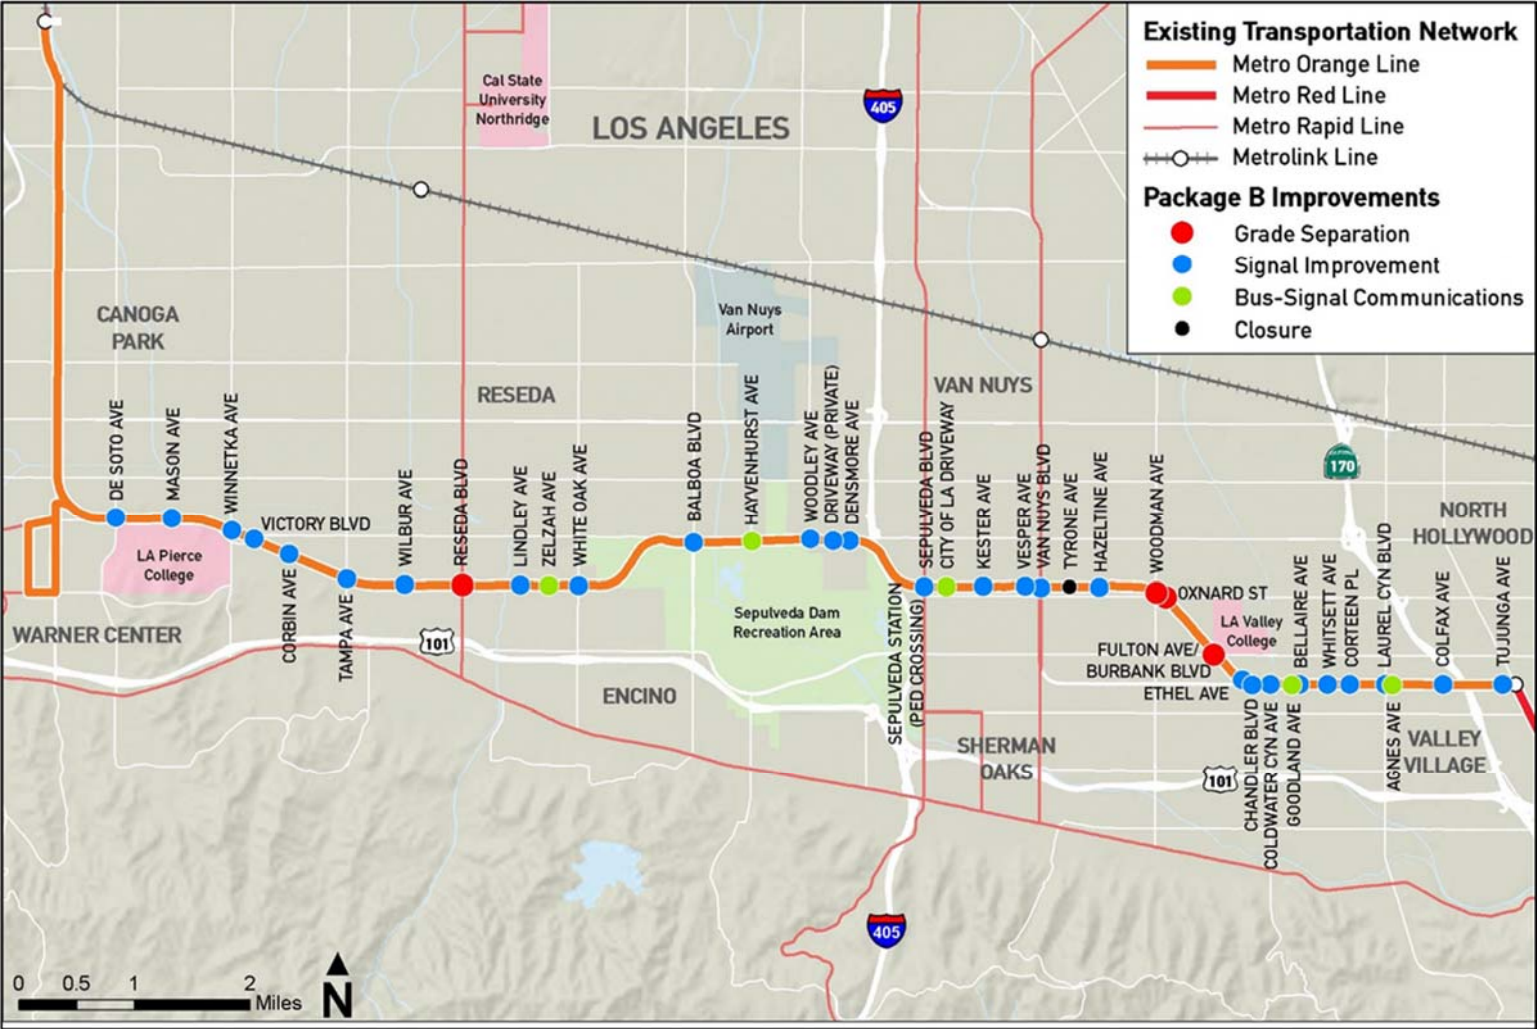 Existing Transportation Network
Metro Orange Line
Metro Red Line
Metro Rapid Line
Metrolink Line
Package B Improvements
Grade Separation
Signal Improvement
Bus-Signal Communications
Closure
Cal State
University
Northridge
LOS ANGELES
405
CANOGA
PARK
Van Nuys
Airport
RESEDA
VAN NUYS
170
NORTH
HOLLYWOOD
DE SOTO AVE
MASON AVE
WINNETKA AVE
VICTORY BLVD
CORBIN AVE
TAMPA AVE
WILBUR AVE
RESEDA BLVD
LINDLEY AVE
ZELZAH AVE
WHITE OAK AVE
BALBOA BLVD
HAYVENHURST AVE
WOODLEY AVE
DRIVEWAY (PRIVATE)
DENSMORE AVE
SEPULVEDA BLVD
CITY OF LA DRIVEWAY
KESTER AVE
VESPER AVE
VAN NUYS BLVD
TYRONE AVE
HAZELTINE AVE
WOODMAN AVE
OXNARD ST
LA Pierce
College
WARNER CENTER
101
Sepulveda Dam
Recreation Area
SEPULVEDA STATION
(PED CROSSING)
LA Valley
College
FULTON AVE/
BURBANK BLVD
ETHEL AVE
BELLAIRE AVE
WHITSETT AVE
CORTEEN PL
LAUREL CYN BLVD
COLFAX AVE
TUJUNGA AVE
CHANDLER BLVD
COLDWATER CYN AVE
GOODLAND AVE
AGNES AVE
VALLEY
VILLAGE
ENCINO
SHERMAN
OAKS
101
405
0 0.5 1 2
Miles
N